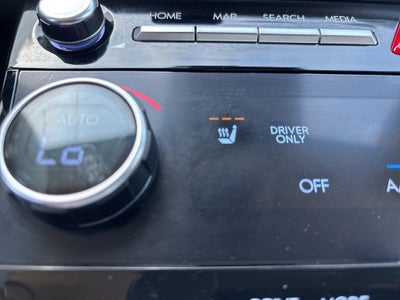 HOME MAP SEARCH MEDIA
AUTO
Lo
DRIVER
ONLY
OFF